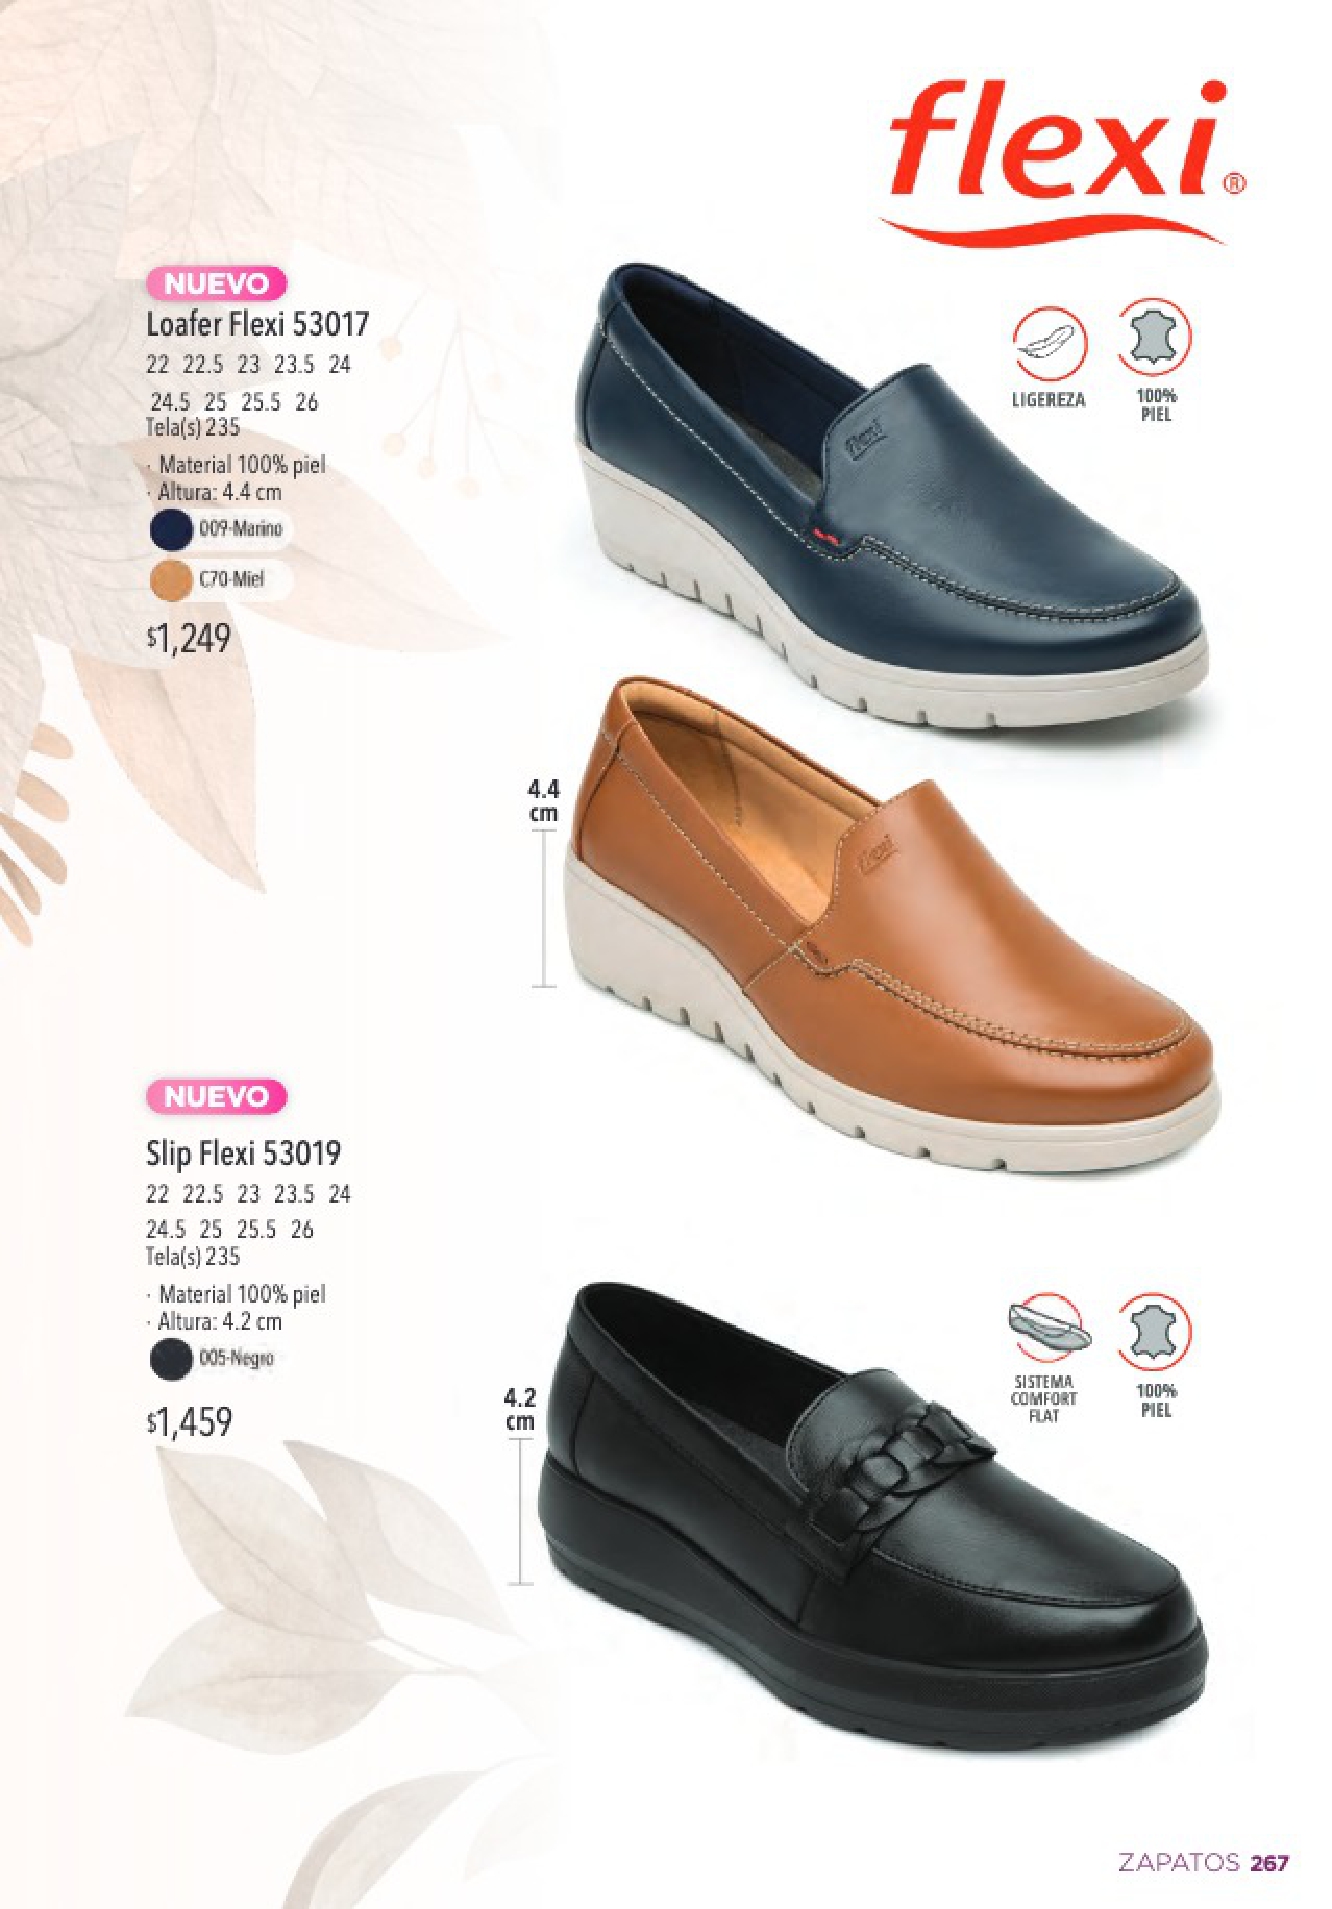 flexi®
NUEVO
Loafer Flexi 53017
22 22.5 23 23.5 24
24.5 25 25.5 26
Tela(s) 235
· Material 100% piel
· Altura: 4.4 cm
009-Marino
C70-Miel
$1,249
LIGEREZA
100%
PIEL
flexi
4.4
cm
flexi
NUEVO
Slip Flexi 53019
22 22.5 23 23.5 24
24.5 25 25.5 26
Tela(s) 235
· Material 100% piel
· Altura: 4.2 cm
005-Negro
$1,459
4.2
cm
SISTEMA
COMFORT
FLAT
100%
PIEL
ZAPATOS 267